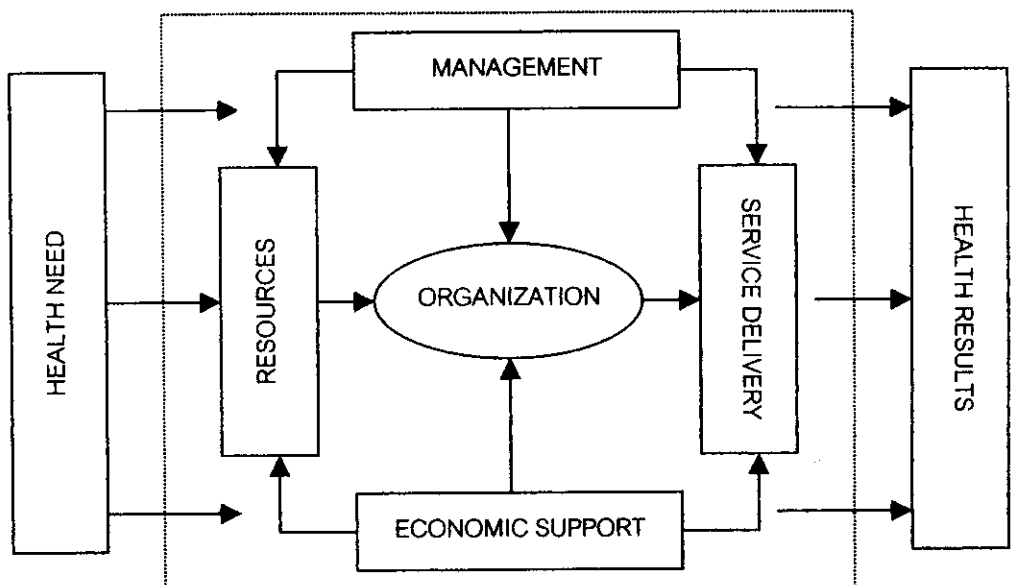 MANAGEMENT
HEALTH NEED
RESOURCES
ORGANIZATION
SERVICE DELIVERY
HEALTH RESULTS
ECONOMIC SUPPORT